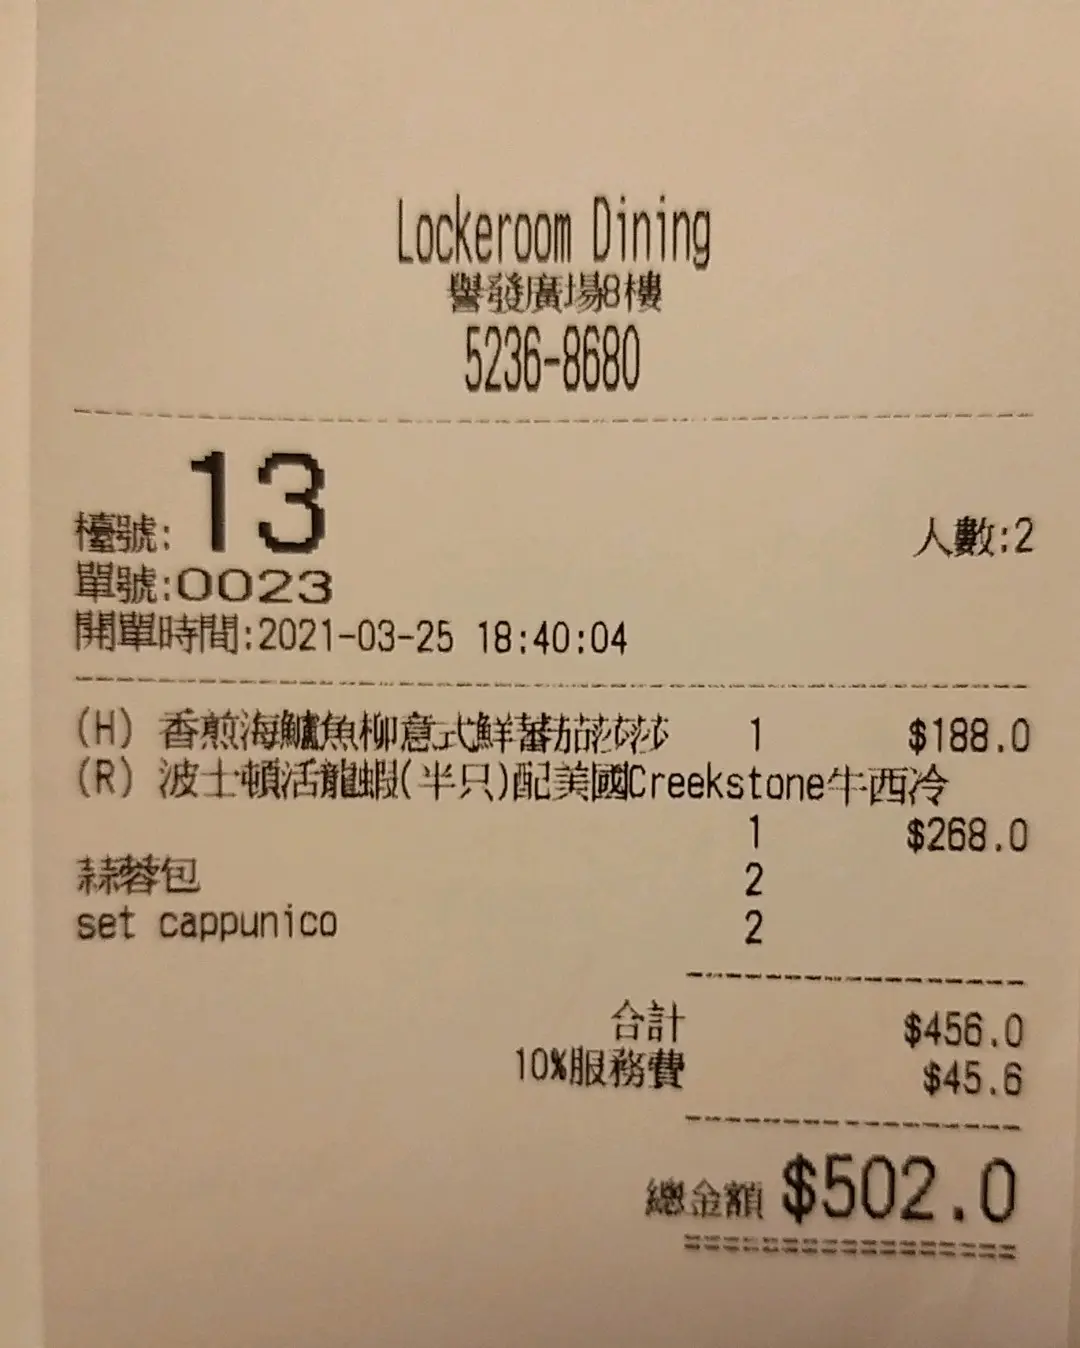 Lockeroom Dining
譽發廣場8樓
5236-8680
檯號: 13 人數:2
單號:0023
開單時間:2021-03-25 18:40:04
(H) 香煎海鱸魚柳意式鮮蕃茄莎莎 1 $188.0
(R) 波士頓活龍蝦(半只)配美國Creekstone牛西冷
1 $268.0
蒜蓉包 2
set cappunico 2
合計 $456.0
10%服務費 $45.6
總金額 $502.0